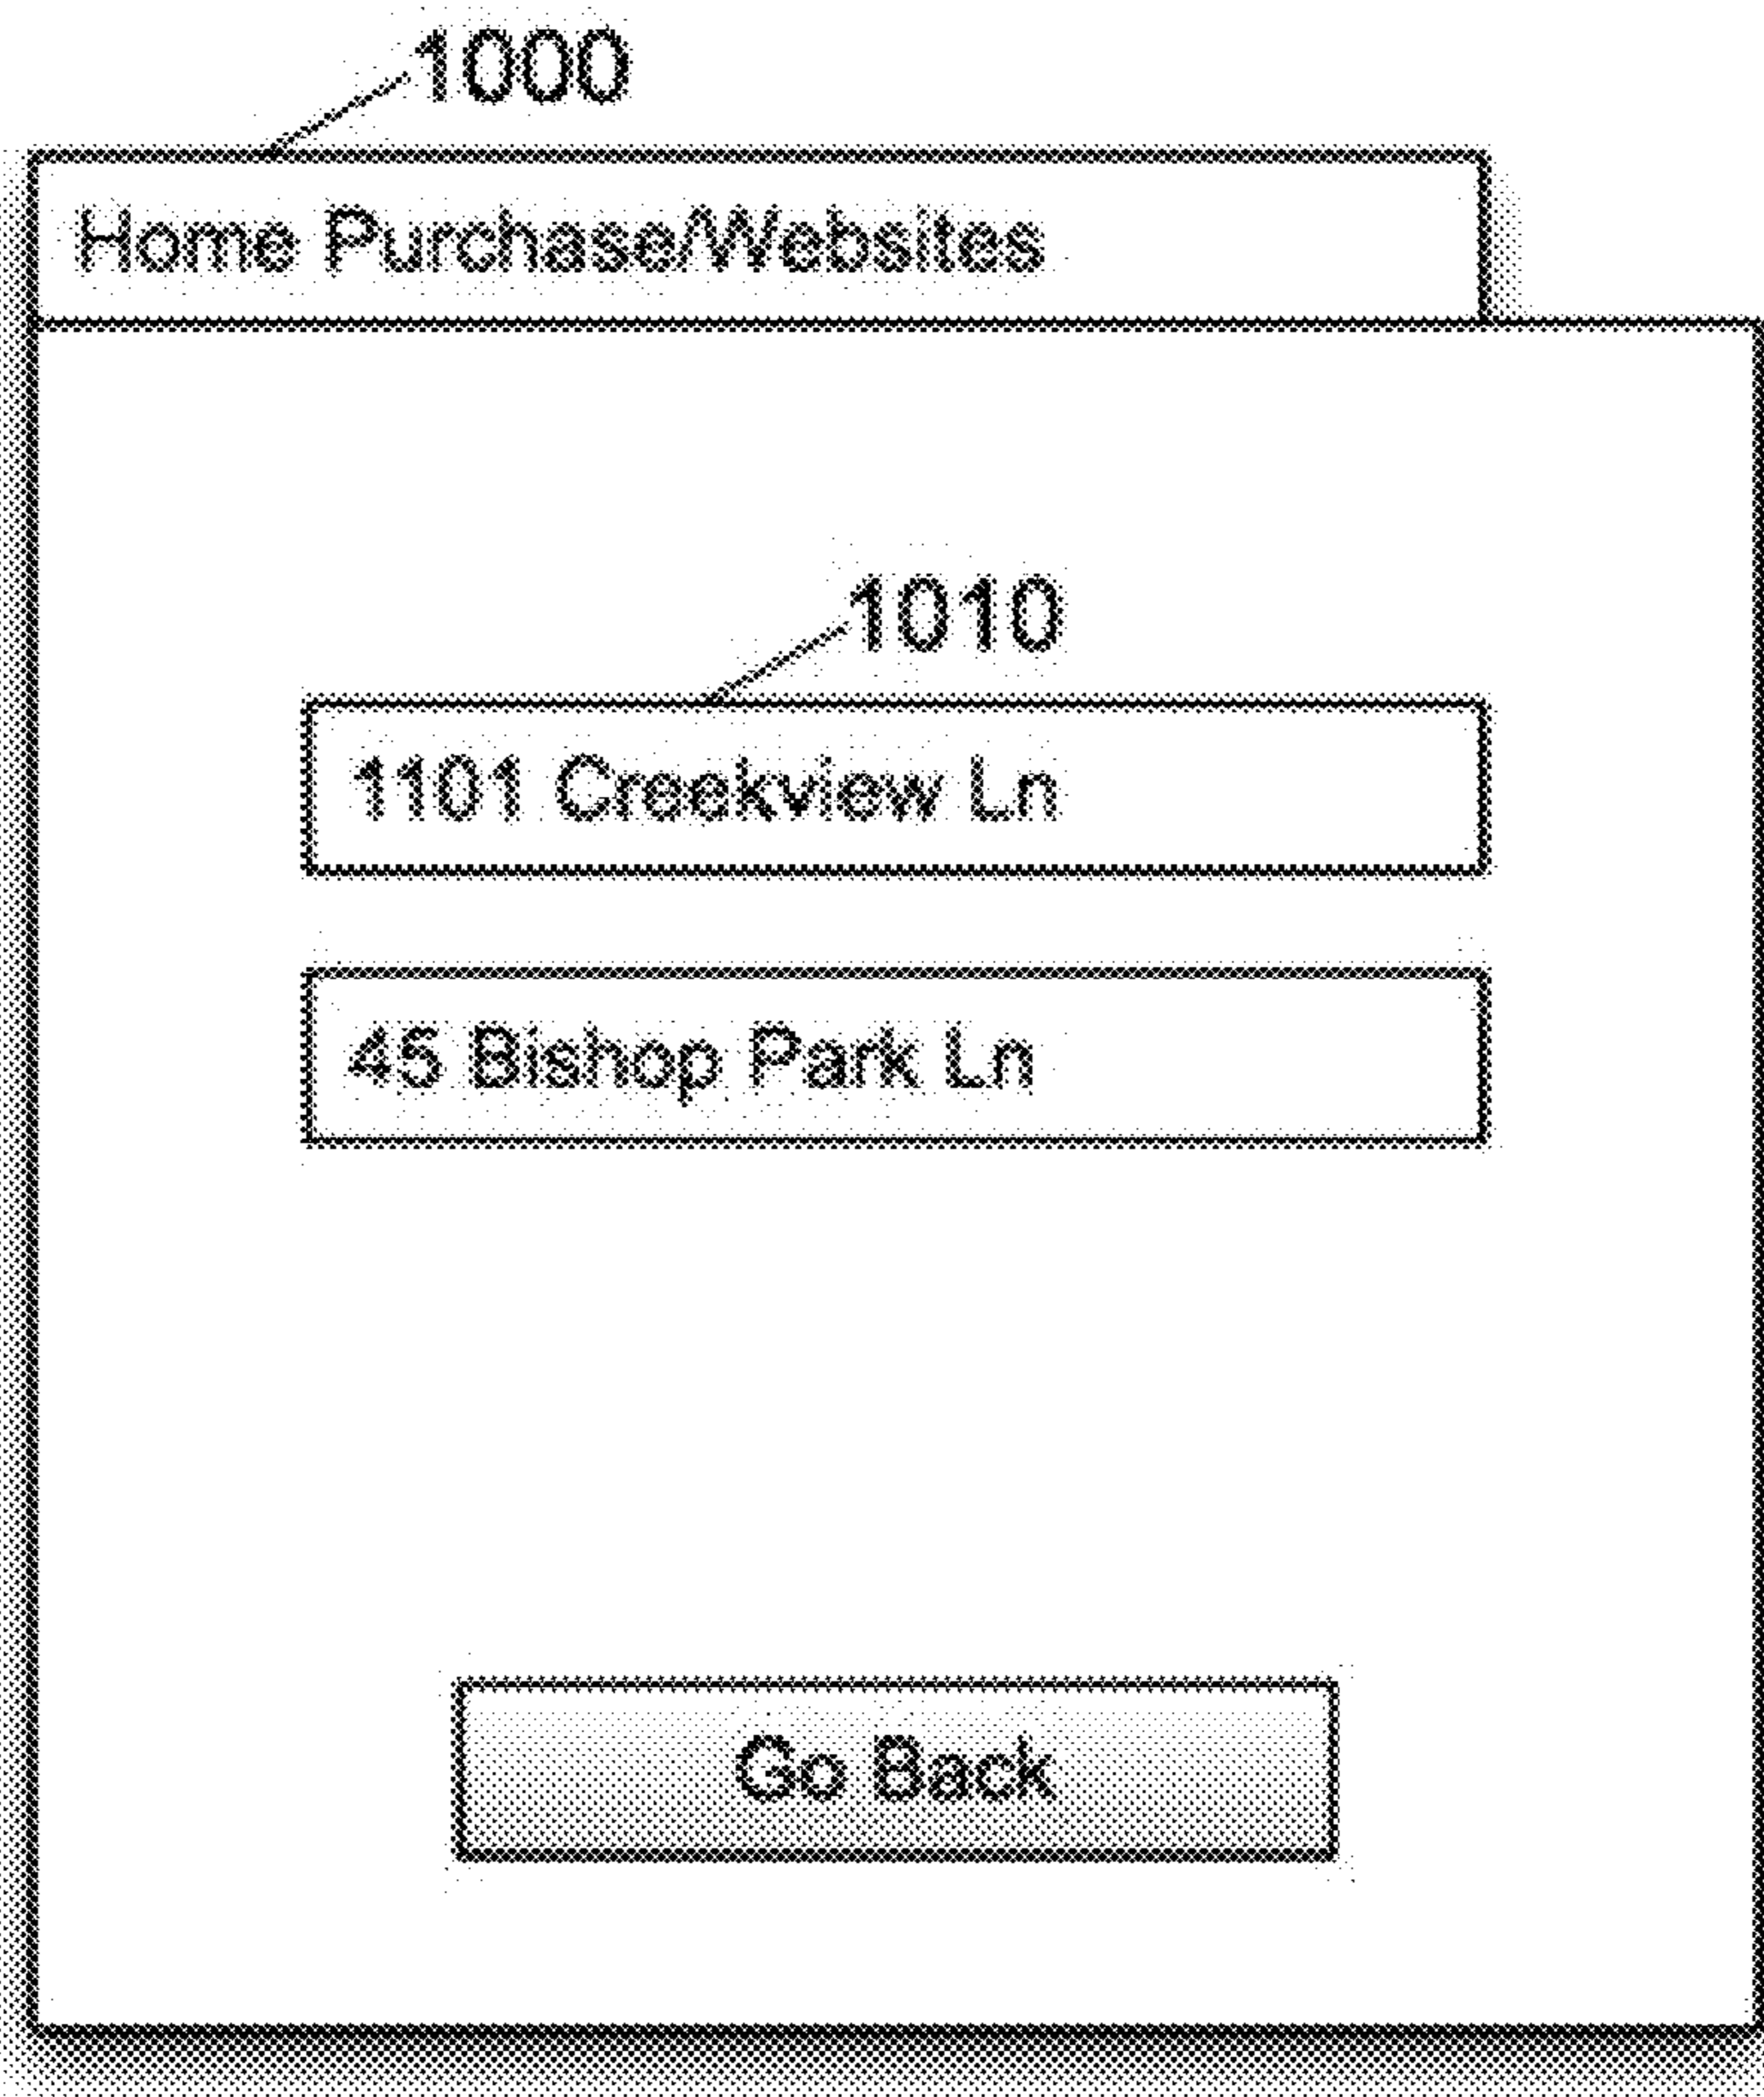 1000
Home Purchase/Websites
1010
1101 Creekview Ln
45 Bishop Park Ln
Go Back